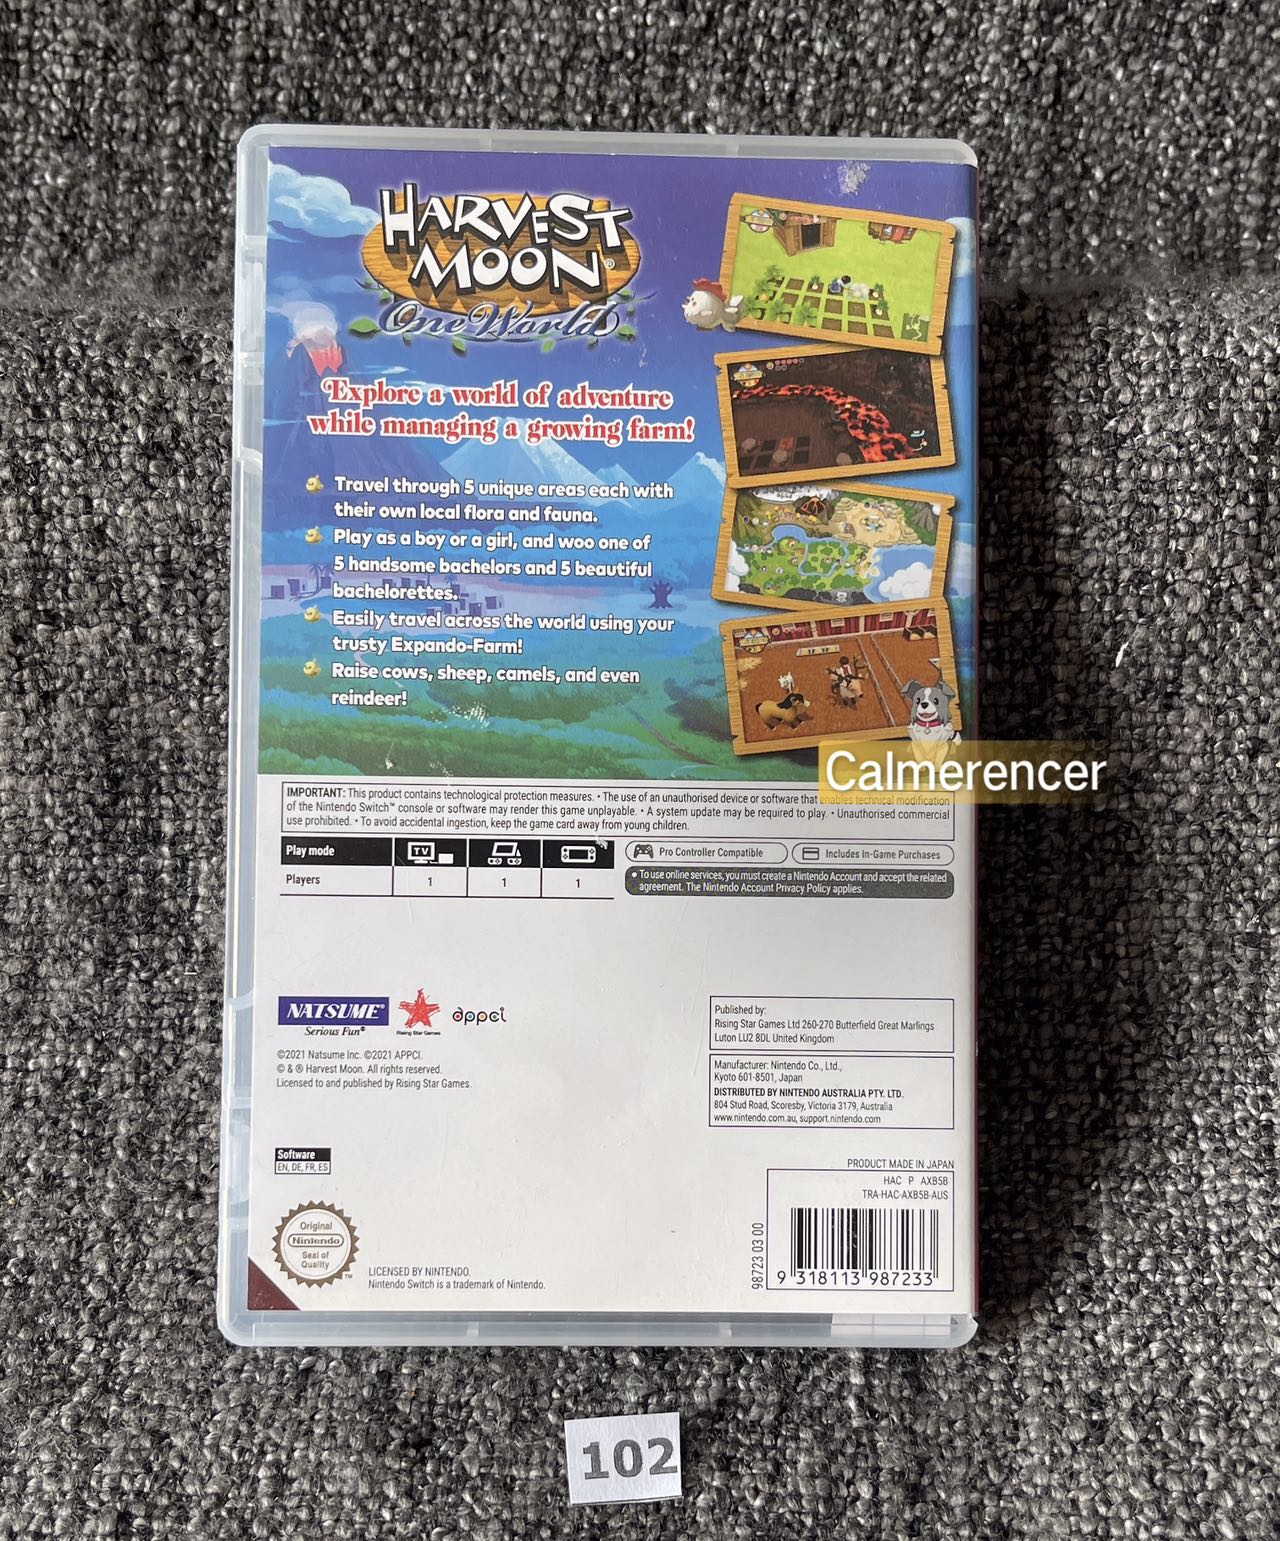 HARVEST
MOON®
One World
Explore a world of adventure
while managing a growing farm!
Travel through 5 unique areas each with
their own local flora and fauna.
Play as a boy or a girl, and woo one of
5 handsome bachelors and 5 beautiful
bachelorettes.
Easily travel across the world using your
trusty Expando-Farm!
Raise cows, sheep, camels, and even
reindeer!
Calmerencer
IMPORTANT: This product contains technological protection measures. • The use of an unauthorised device or software that enables technical modification
of the Nintendo Switch™ console or software may render this game unplayable. • A system update may be required to play. • Unauthorised commercial
use prohibited. • To avoid accidental ingestion, keep the game card away from young children.
Play mode TV
Players 1 1 1
Pro Controller Compatible
Includes In-Game Purchases
• To use online services, you must create a Nintendo Account and accept the related
agreement. The Nintendo Account Privacy Policy applies.
NATSUME®
Serious Fun®
Rising Star Games
appci
©2021 Natsume Inc. ©2021 APPCI.
© & ® Harvest Moon. All rights reserved.
Licensed to and published by Rising Star Games.
Published by:
Rising Star Games Ltd 260-270 Butterfield Great Marlings
Luton LU2 8DL United Kingdom
Manufacturer: Nintendo Co., Ltd.,
Kyoto 601-8501, Japan
DISTRIBUTED BY NINTENDO AUSTRALIA PTY. LTD.
804 Stud Road, Scoresby, Victoria 3179, Australia
www.nintendo.com.au, support.nintendo.com
Software
EN, DE, FR, ES
PRODUCT MADE IN JAPAN
HAC P AXB5B
TRA-HAC-AXB5B-AUS
98723 03 00
9 318113 987233
Original
Nintendo
Seal of
Quality
TM
LICENSED BY NINTENDO.
Nintendo Switch is a trademark of Nintendo.
102